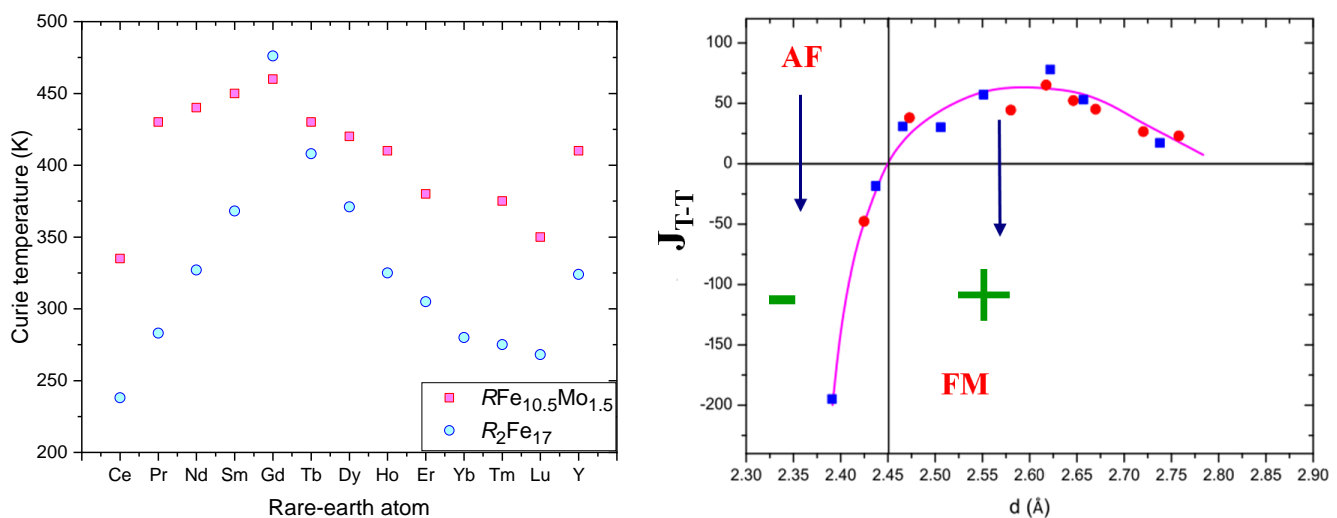 500
450
400
350
300
250
200
Curie temperature (K)
RFe10.5Mo1.5
R2Fe17
Ce Pr Nd Sm Gd Tb Dy Ho Er Yb Tm Lu Y
Rare-earth atom
100
50
0
-50
-100
-150
-200
JT-T
AF
FM
2.30 2.35 2.40 2.45 2.50 2.55 2.60 2.65 2.70 2.75 2.80 2.85 2.90
d (Å)